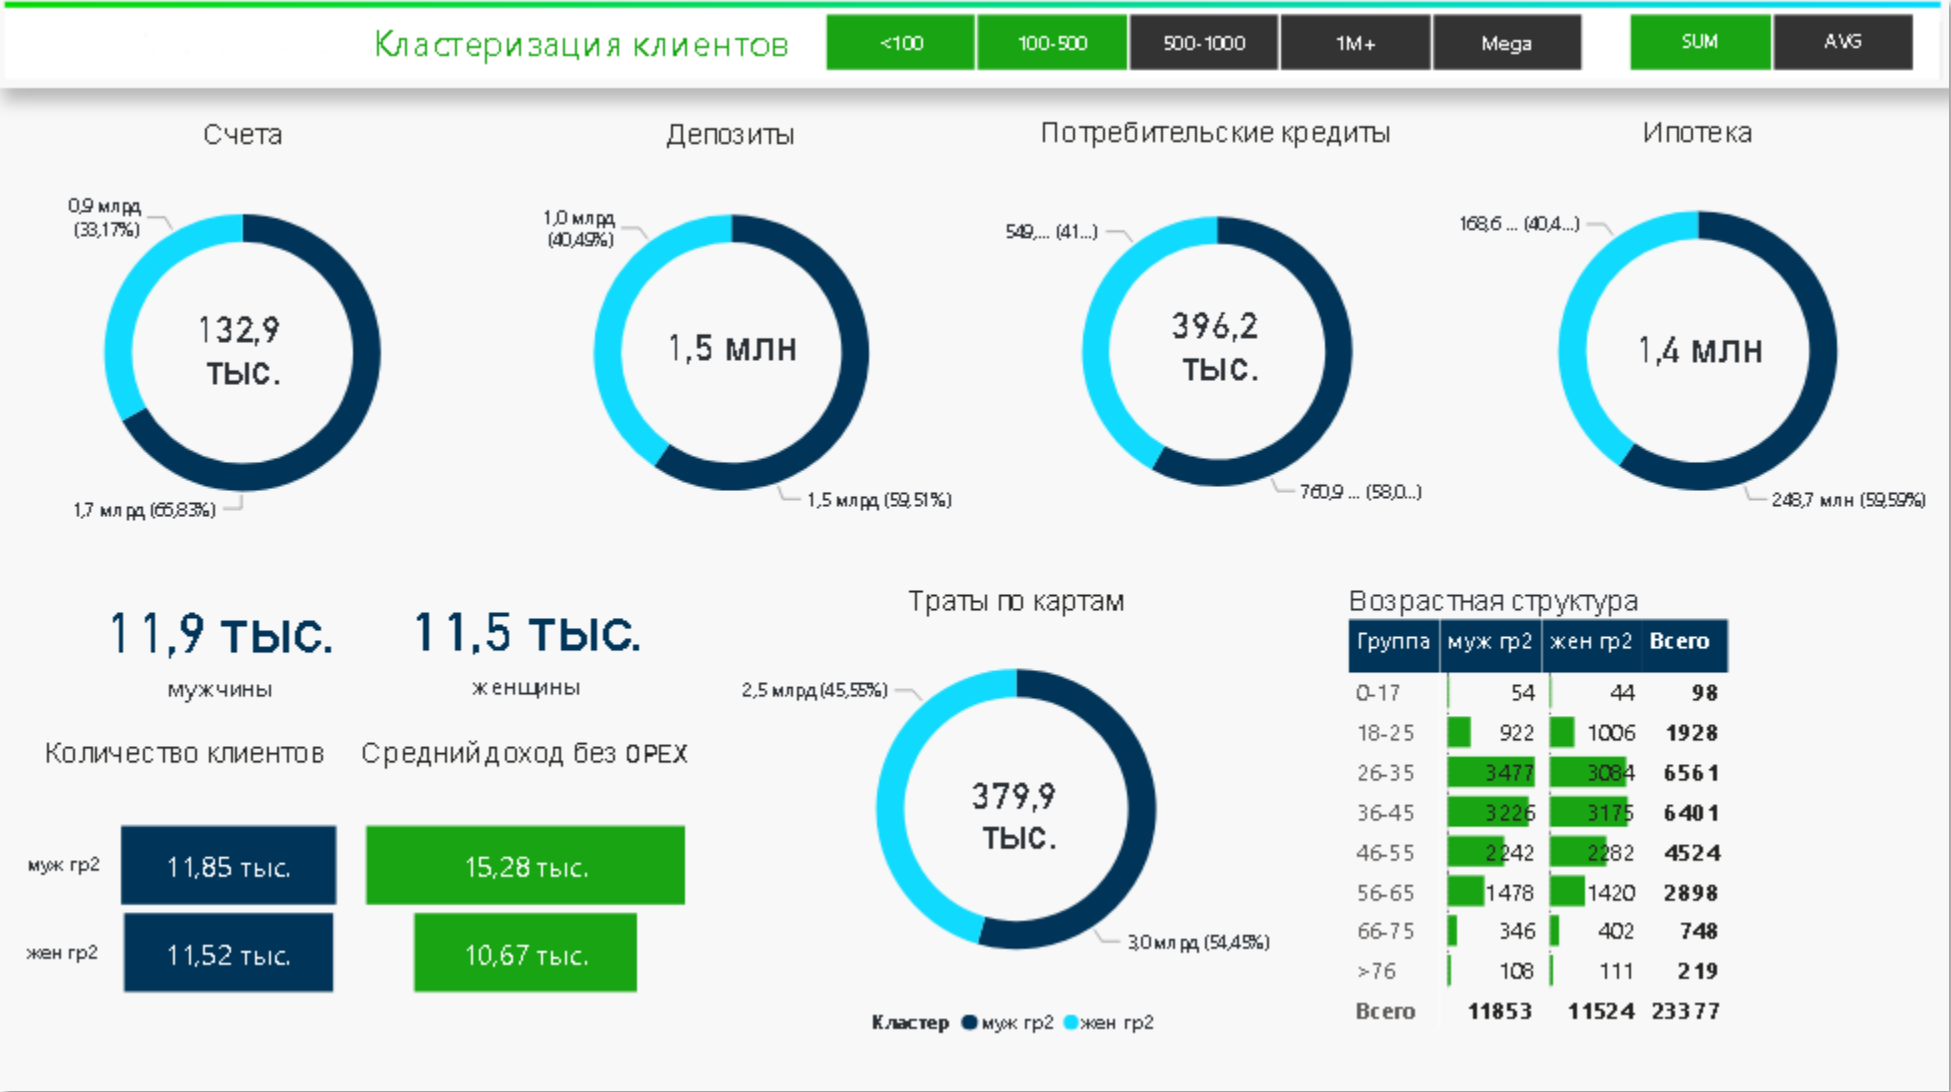 Кластеризация клиентов
<100 100-500 500-1000 1M+ Mega SUM AVG
Счета
0,9 млрд
(33,17%)
132,9
тыс.
1,7 млрд (66,83%)
Депозиты
1,0 млрд
(40,49%)
1,5 млн
1,5 млрд (59,51%)
Потребительские кредиты
549,... (41...)
396,2
тыс.
760,9 ... (58,0...)
Ипотека
168,6 ... (40,4...)
1,4 млн
248,7 млн (59,59%)
11,9 тыс.
мужчины
11,5 тыс.
женщины
Количество клиентов Средний доход без OPEX
муж гр2 11,85 тыс. 15,28 тыс.
жен гр2 11,52 тыс. 10,67 тыс.
Траты по картам
2,5 млрд (45,55%)
379,9
тыс.
3,0 млрд (54,45%)
Кластер муж гр2 жен гр2
Возрастная структура
Группа муж гр2 жен гр2 Всего
0-17 54 44 98
18-25 922 1006 1928
26-35 3477 3084 6561
36-45 3226 3175 6401
46-55 2242 2282 4524
56-65 1478 1420 2898
66-75 346 402 748
>76 108 111 219
Всего 11853 11524 23377